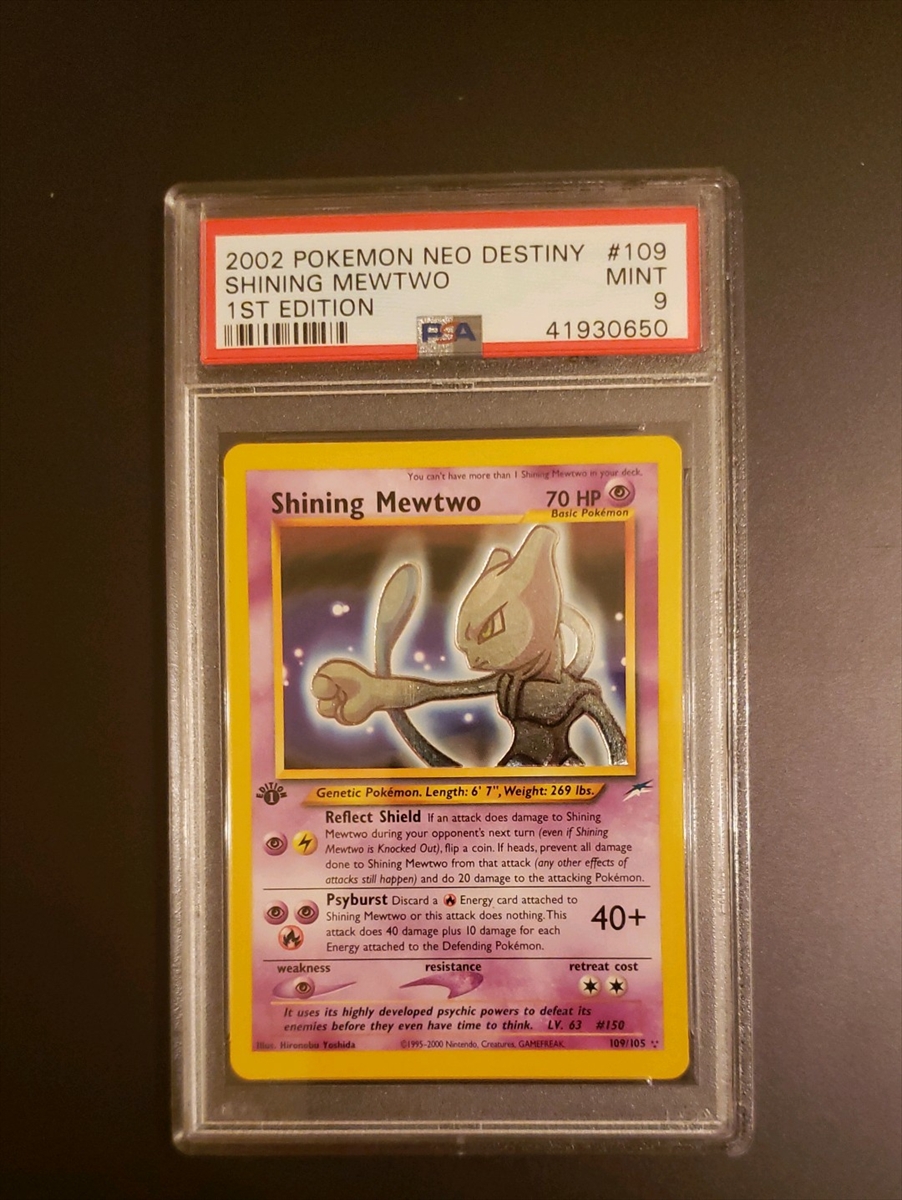 2002 POKEMON NEO DESTINY #109
SHINING MEWTWO MINT
1ST EDITION 9
PSA 41930650
You can't have more than 1 Shining Mewtwo in your deck.
Shining Mewtwo 70 HP
Basic Pokémon
EDITION 1
Genetic Pokémon. Length: 6' 7", Weight: 269 lbs.
Reflect Shield If an attack does damage to Shining
Mewtwo during your opponent's next turn (even if Shining
Mewtwo is Knocked Out), flip a coin. If heads, prevent all damage
done to Shining Mewtwo from that attack (any other effects of
attacks still happen) and do 20 damage to the attacking Pokémon.
Psyburst Discard a Energy card attached to
Shining Mewtwo or this attack does nothing. This
attack does 40 damage plus 10 damage for each
Energy attached to the Defending Pokémon.
40+
weakness resistance retreat cost
It uses its highly developed psychic powers to defeat its
enemies before they even have time to think. LV. 63 #150
Illus. Hironobu Yoshida ©1995-2000 Nintendo, Creatures, GAMEFREAK. 109/105